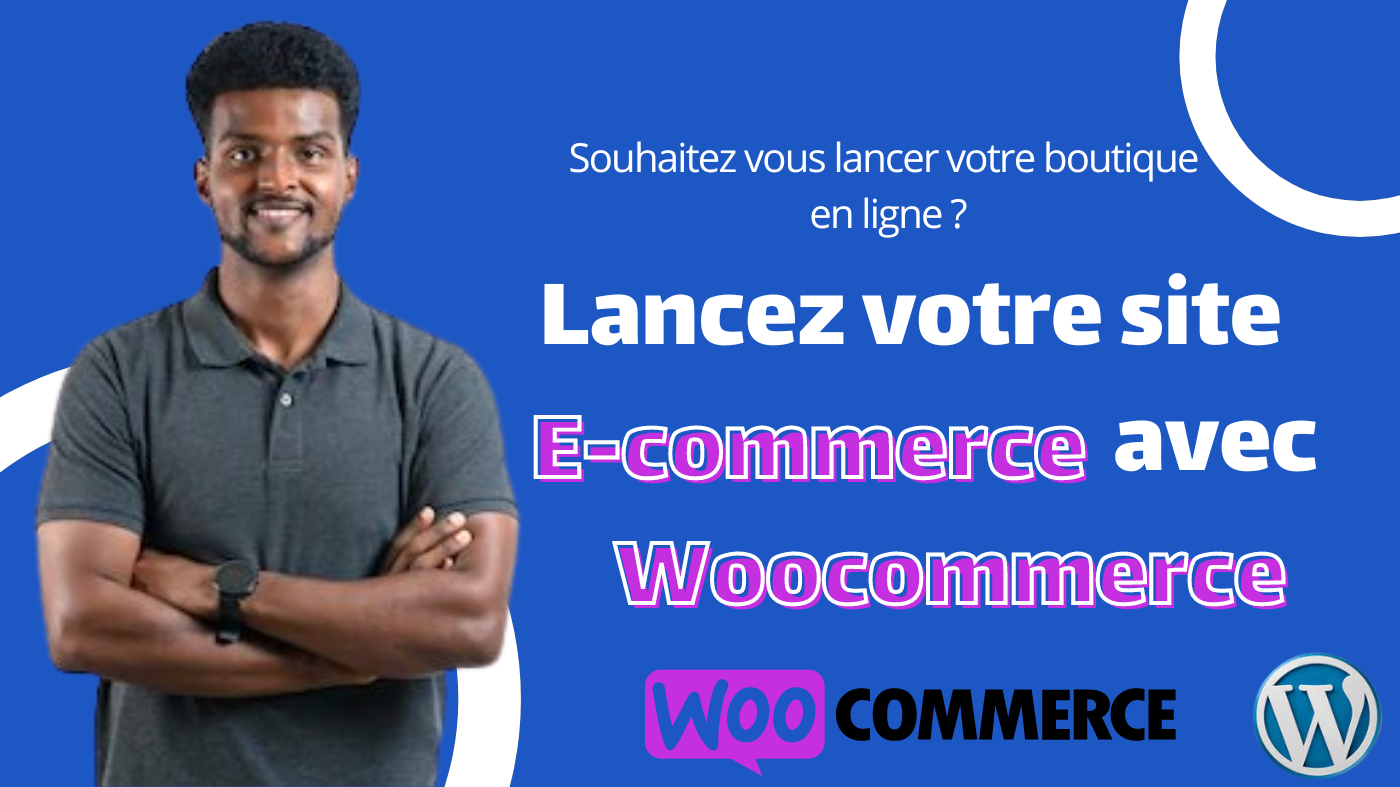 Souhaitez vous lancer votre boutique
en ligne ?
Lancez votre site
E-commerce avec
Woocommerce
WOO COMMERCE
W